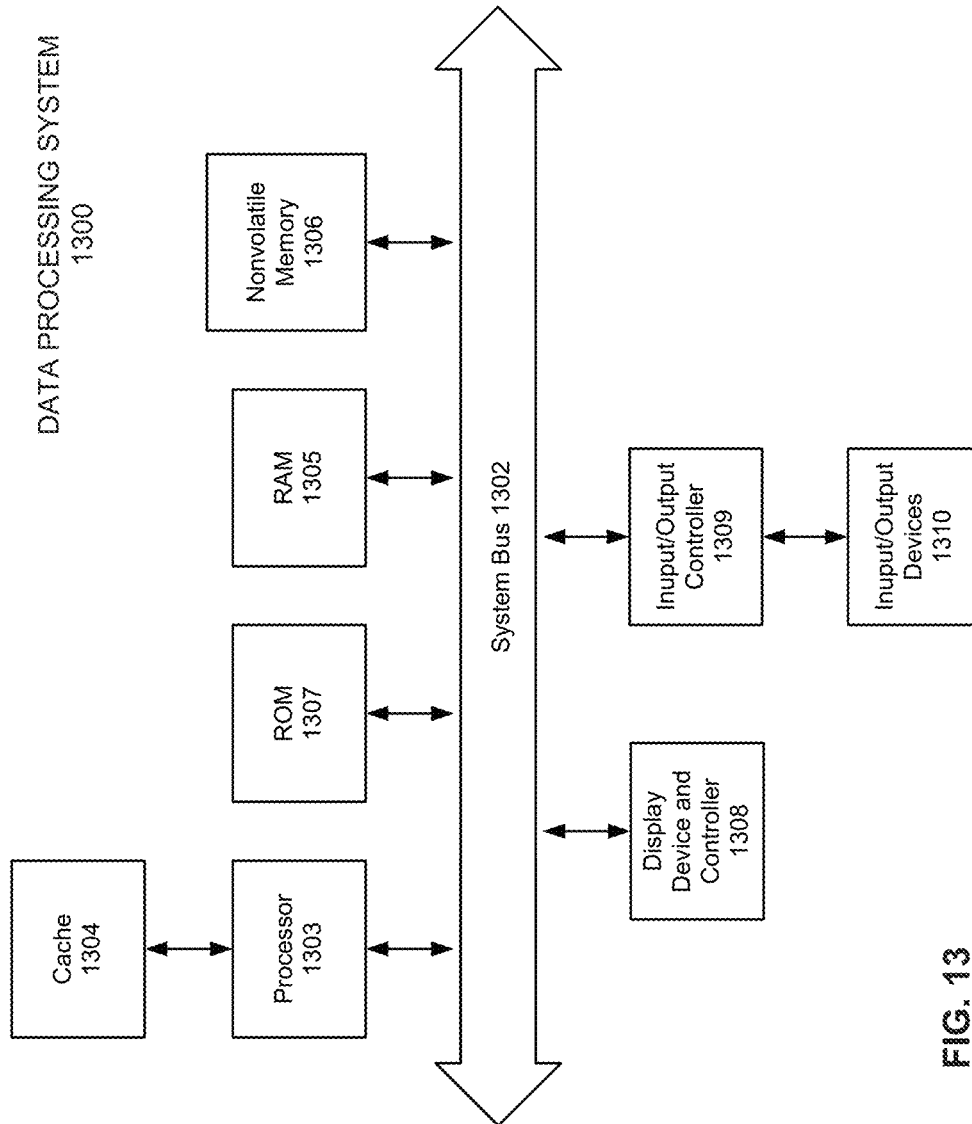 DATA PROCESSING SYSTEM
1300
Cache
1304
Processor
1303
ROM
1307
RAM
1305
Nonvolatile
Memory
1306
System Bus 1302
Display
Device and
Controller
1308
Inuput/Output
Controller
1309
Inuput/Output
Devices
1310
FIG. 13